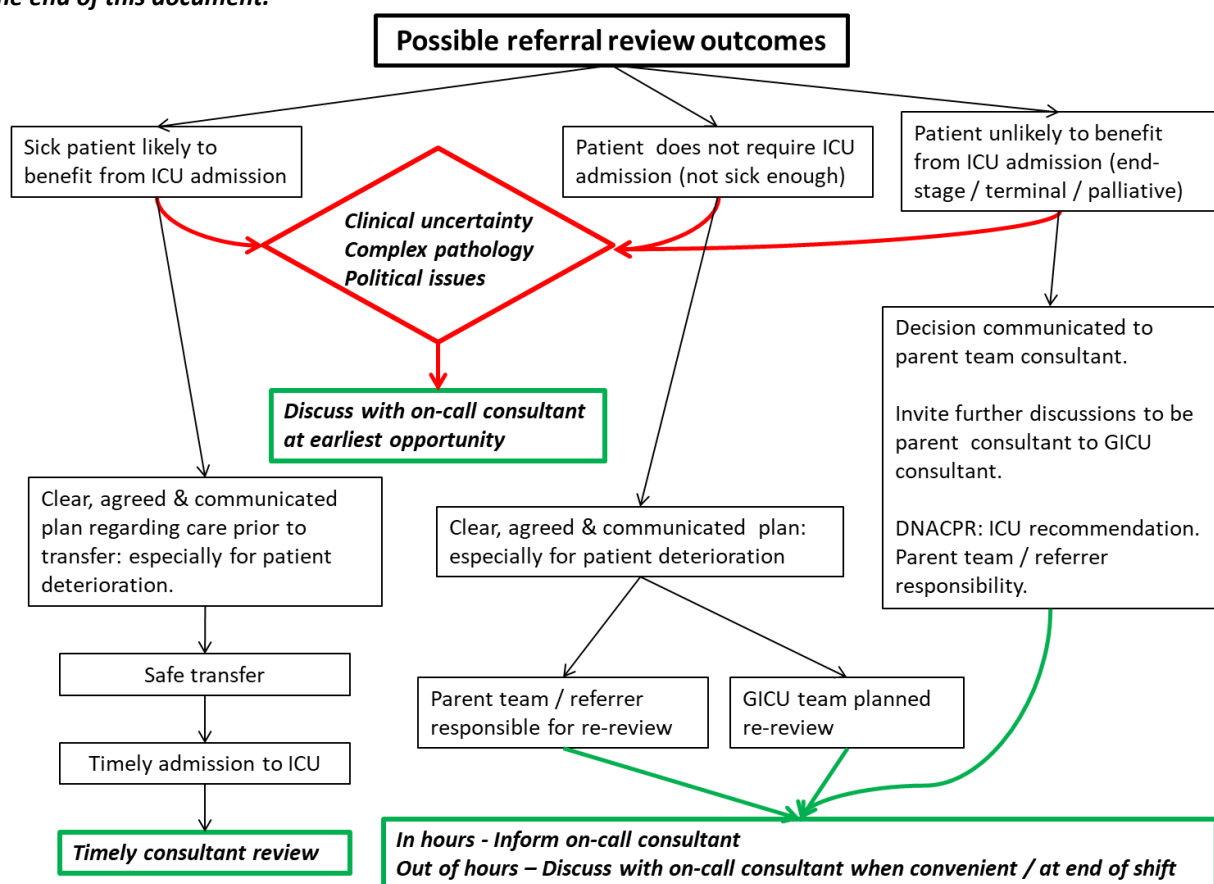 the end of this document.
Possible referral review outcomes
Sick patient likely to
benefit from ICU admission
Patient does not require ICU
admission (not sick enough)
Patient unlikely to benefit
from ICU admission (end-
stage / terminal / palliative)
Clinical uncertainty
Complex pathology
Political issues
Discuss with on-call consultant
at earliest opportunity
Decision communicated to
parent team consultant.
Invite further discussions to be
parent consultant to GICU
consultant.
DNACPR: ICU recommendation.
Parent team / referrer
responsibility.
Clear, agreed & communicated
plan regarding care prior to
transfer: especially for patient
deterioration.
Clear, agreed & communicated plan:
especially for patient deterioration
Safe transfer
Parent team / referrer
responsible for re-review
GICU team planned
re-review
Timely admission to ICU
Timely consultant review
In hours - Inform on-call consultant
Out of hours – Discuss with on-call consultant when convenient / at end of shift